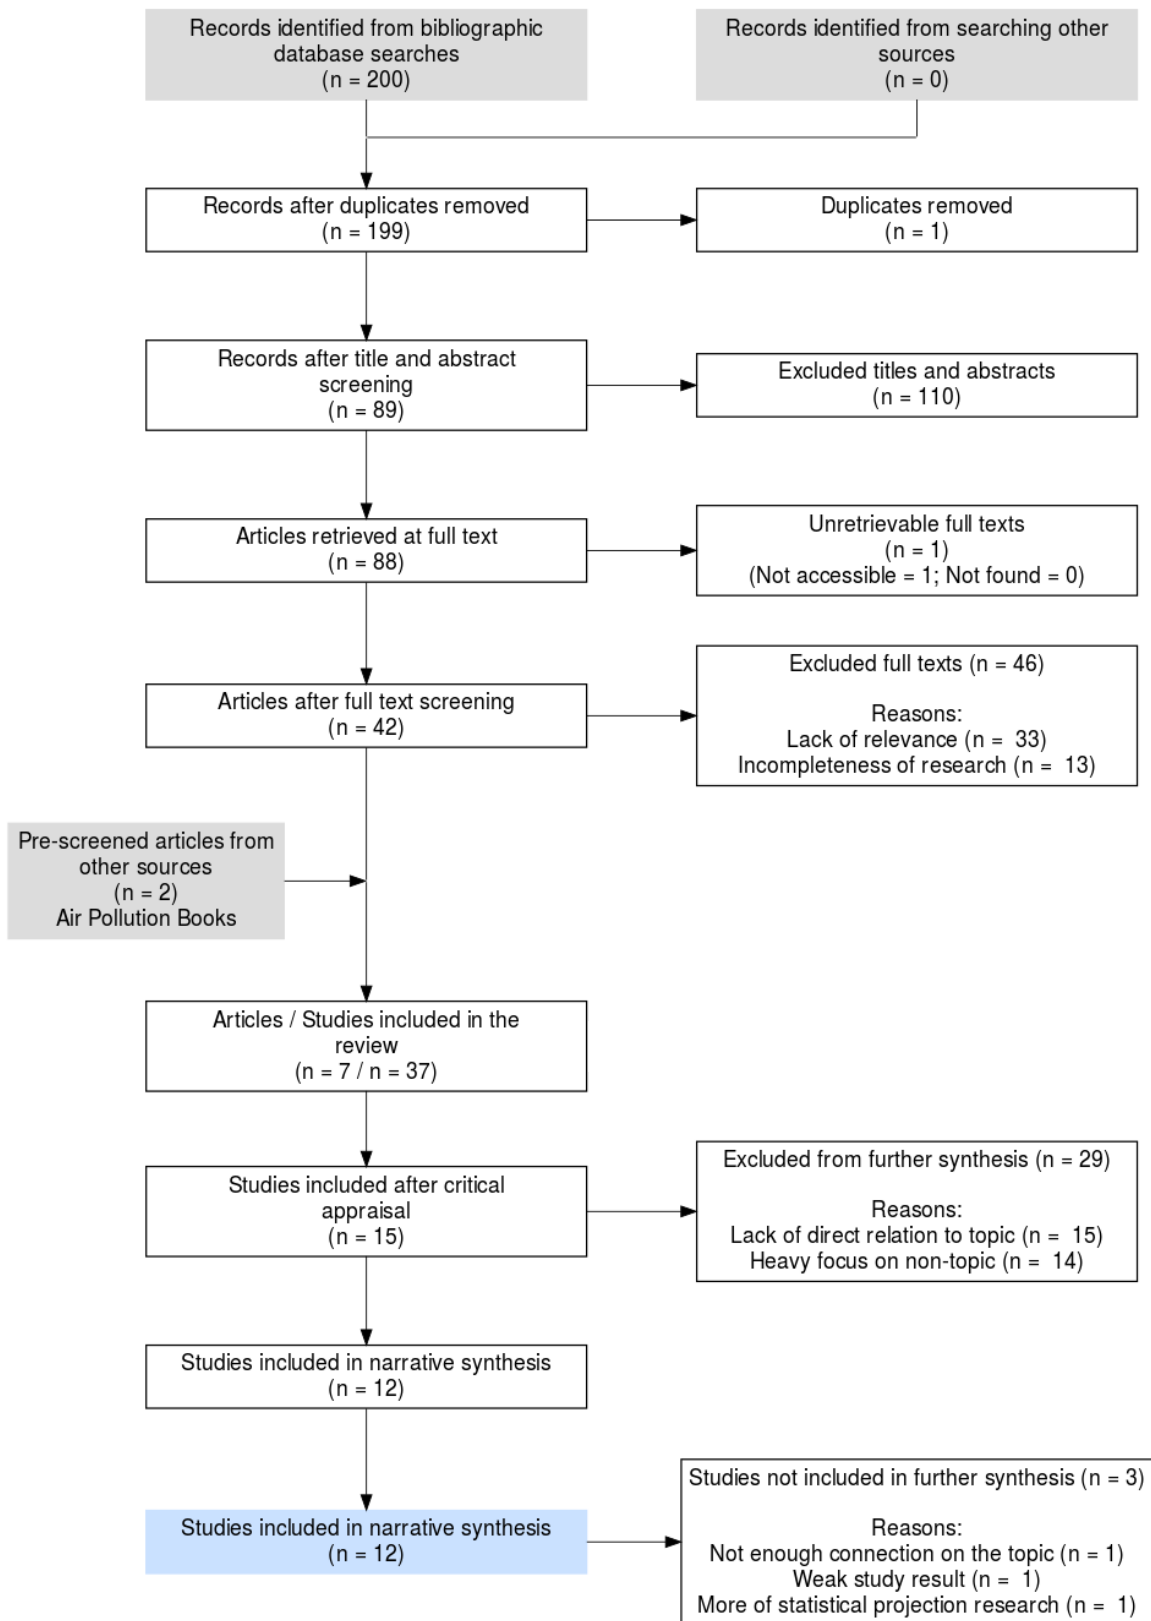 Records identified from bibliographic
database searches
(n = 200)
Records identified from searching other
sources
(n = 0)
Records after duplicates removed
(n = 199)
Duplicates removed
(n = 1)
Records after title and abstract
screening
(n = 89)
Excluded titles and abstracts
(n = 110)
Articles retrieved at full text
(n = 88)
Unretrievable full texts
(n = 1)
(Not accessible = 1; Not found = 0)
Articles after full text screening
(n = 42)
Excluded full texts (n = 46)
Reasons:
Lack of relevance (n =  33)
Incompleteness of research (n =  13)
Pre-screened articles from
other sources
(n = 2)
Air Pollution Books
Articles / Studies included in the
review
(n = 7 / n = 37)
Studies included after critical
appraisal
(n = 15)
Excluded from further synthesis (n = 29)
Reasons:
Lack of direct relation to topic (n =  15)
Heavy focus on non-topic (n =  14)
Studies included in narrative synthesis
(n = 12)
Studies included in narrative synthesis
(n = 12)
Studies not included in further synthesis (n = 3)
Reasons:
Not enough connection on the topic (n = 1)
Weak study result (n =  1)
More of statistical projection research (n =  1)